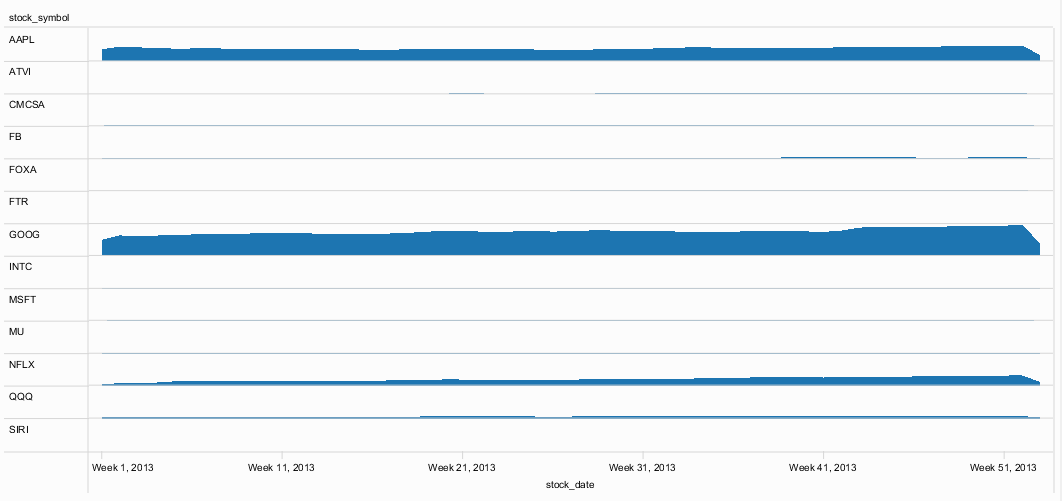 stock_symbol
AAPL
ATVI
CMCSA
FB
FOXA
FTR
GOOG
INTC
MSFT
MU
NFLX
QQQ
SIRI
Week 1, 2013 Week 11, 2013 Week 21, 2013 Week 31, 2013 Week 41, 2013 Week 51, 2013
stock_date